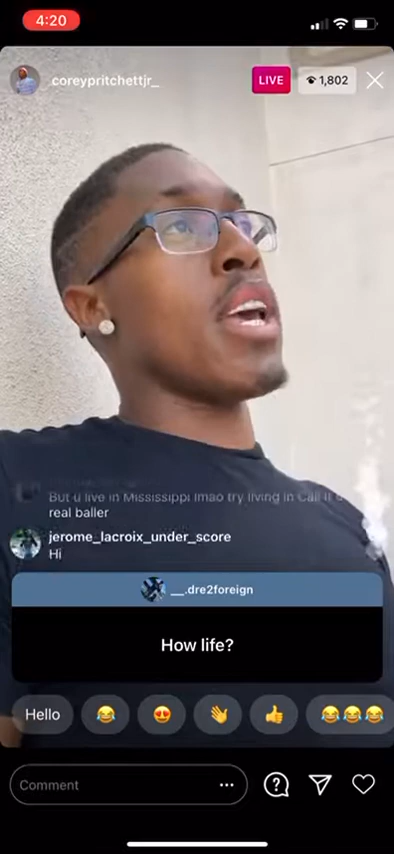 4:20
coreypritchettjr_
LIVE
1,802
But u live in Mississippi lmao try living in Cali if u
real baller
jerome_lacroix_under_score
Hi
__.dre2foreign
How life?
Hello
Comment